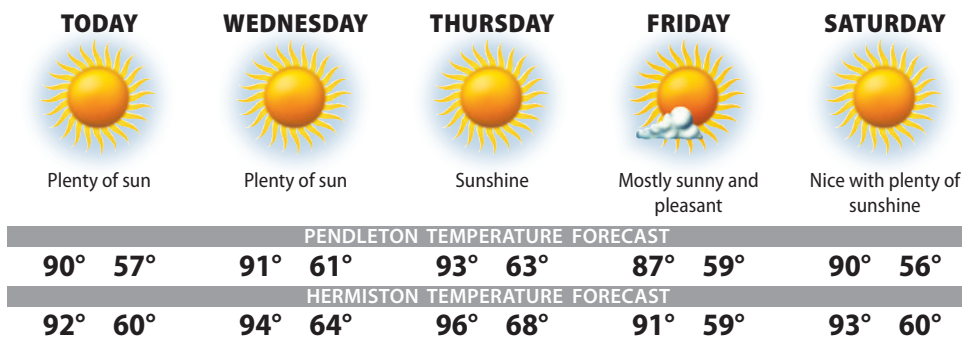 TODAY WEDNESDAY THURSDAY FRIDAY SATURDAY
Plenty of sun Plenty of sun Sunshine Mostly sunny and pleasant Nice with plenty of sunshine
PENDLETON TEMPERATURE FORECAST
90° 57° 91° 61° 93° 63° 87° 59° 90° 56°
HERMISTON TEMPERATURE FORECAST
92° 60° 94° 64° 96° 68° 91° 59° 93° 60°